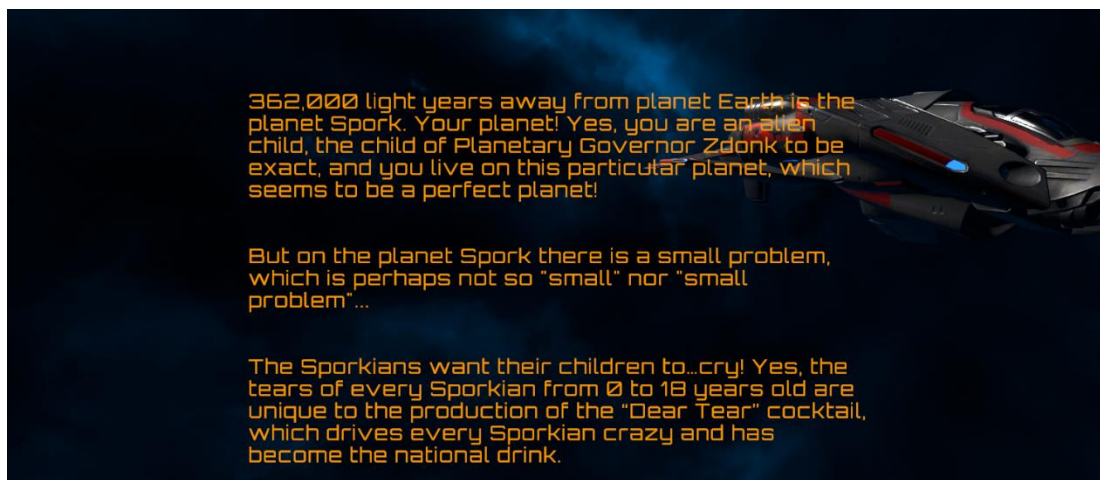 362,000 light years away from planet Earth is the
planet Spork. Your planet! Yes, you are an alien
child, the child of Planetary Governor Zdonk to be
exact, and you live on this particular planet, which
seems to be a perfect planet!
But on the planet Spork there is a small problem,
which is perhaps not so "small" nor "small
problem"...
The Sporkians want their children to...cry! Yes, the
tears of every Sporkian from 0 to 18 years old are
unique to the production of the "Dear Tear" cocktail,
which drives every Sporkian crazy and has
become the national drink.